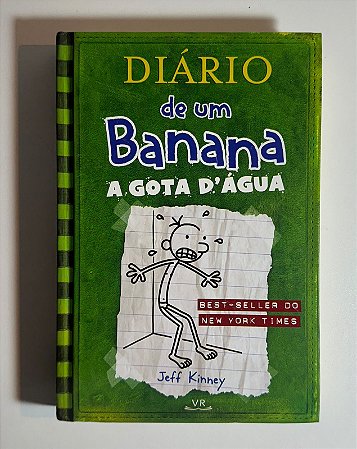 DIÁRIO
de um
Banana
A GOTA D'ÁGUA
BEST-SELLER DO
NEW YORK TIMES
Jeff Kinney
VR